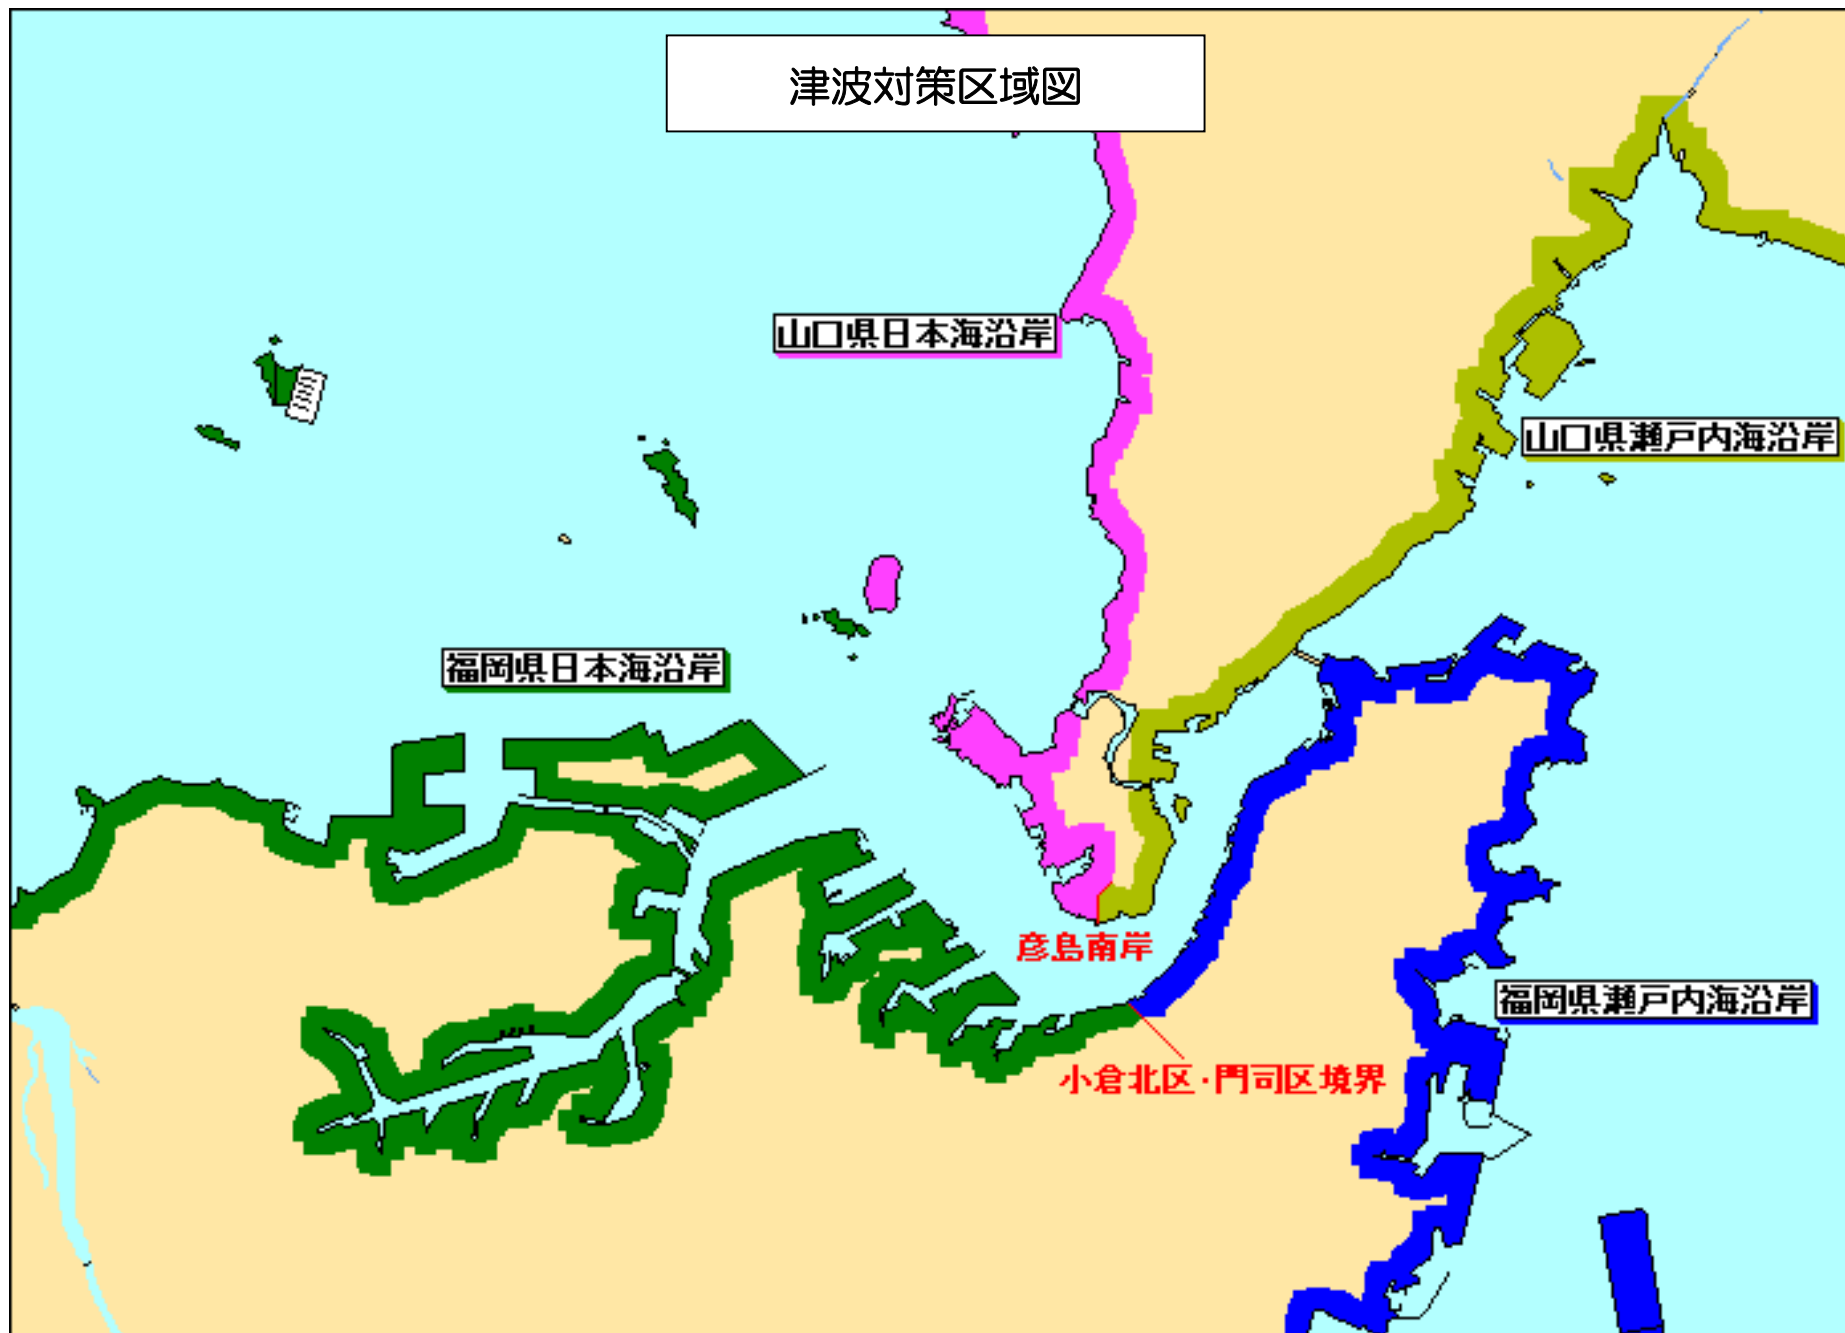 津波対策区域図
山口県日本海沿岸
山口県瀬戸内海沿岸
福岡県日本海沿岸
彦島南岸
福岡県瀬戸内海沿岸
小倉北区・門司区境界